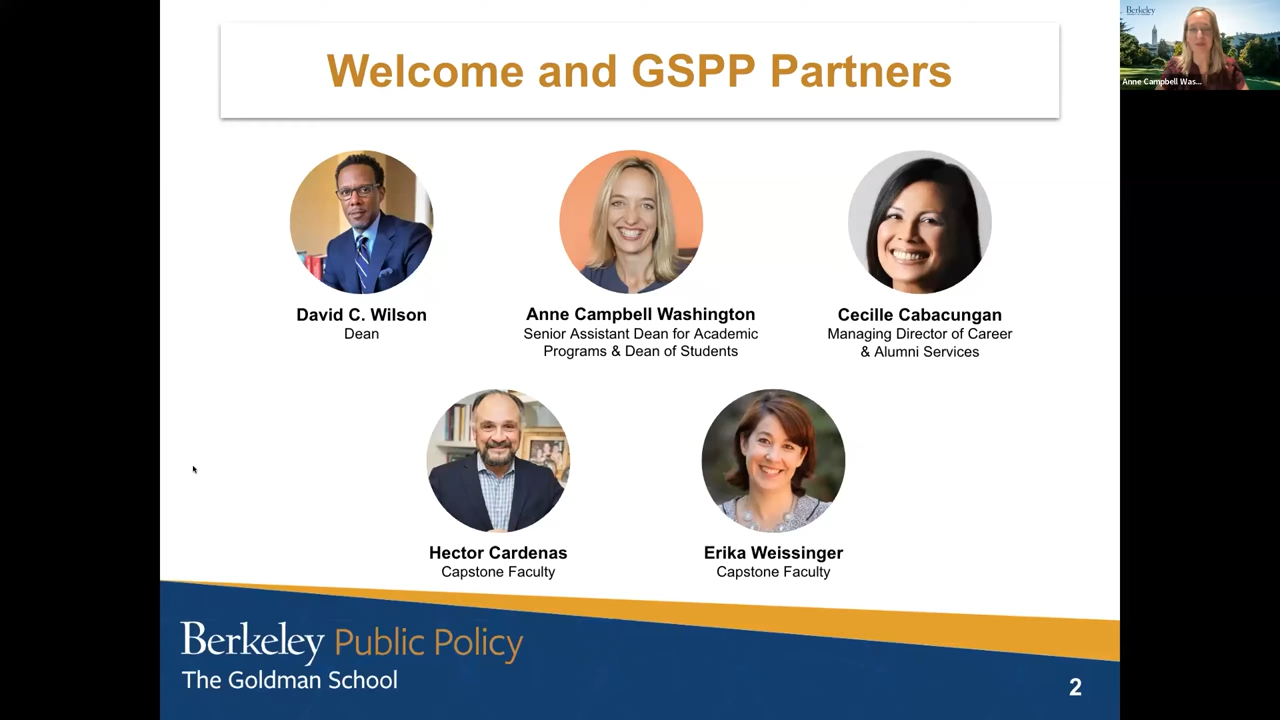 Welcome and GSPP Partners
Berkeley
Anne Campbell Was...
David C. Wilson
Dean
Anne Campbell Washington
Senior Assistant Dean for Academic
Programs & Dean of Students
Cecille Cabacungan
Managing Director of Career
& Alumni Services
Hector Cardenas
Capstone Faculty
Erika Weissinger
Capstone Faculty
Berkeley Public Policy
The Goldman School
2